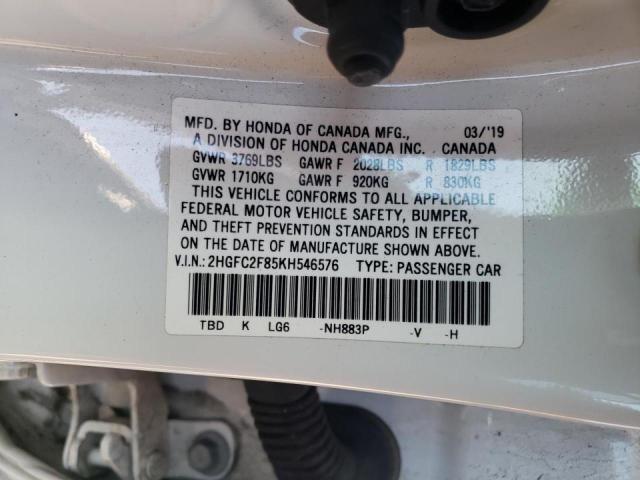 MFD. BY HONDA OF CANADA MFG., 03/'19
A DIVISION OF HONDA CANADA INC. CANADA
GVWR 3769LBS GAWR F 2028LBS R 1829LBS
GVWR 1710KG GAWR F 920KG R 830KG
THIS VEHICLE CONFORMS TO ALL APPLICABLE
FEDERAL MOTOR VEHICLE SAFETY, BUMPER,
AND THEFT PREVENTION STANDARDS IN EFFECT
ON THE DATE OF MANUFACTURE SHOWN ABOVE.
V.I.N.: 2HGFC2F85KH546576 TYPE: PASSENGER CAR
TBD K LG6 -NH883P -V -H